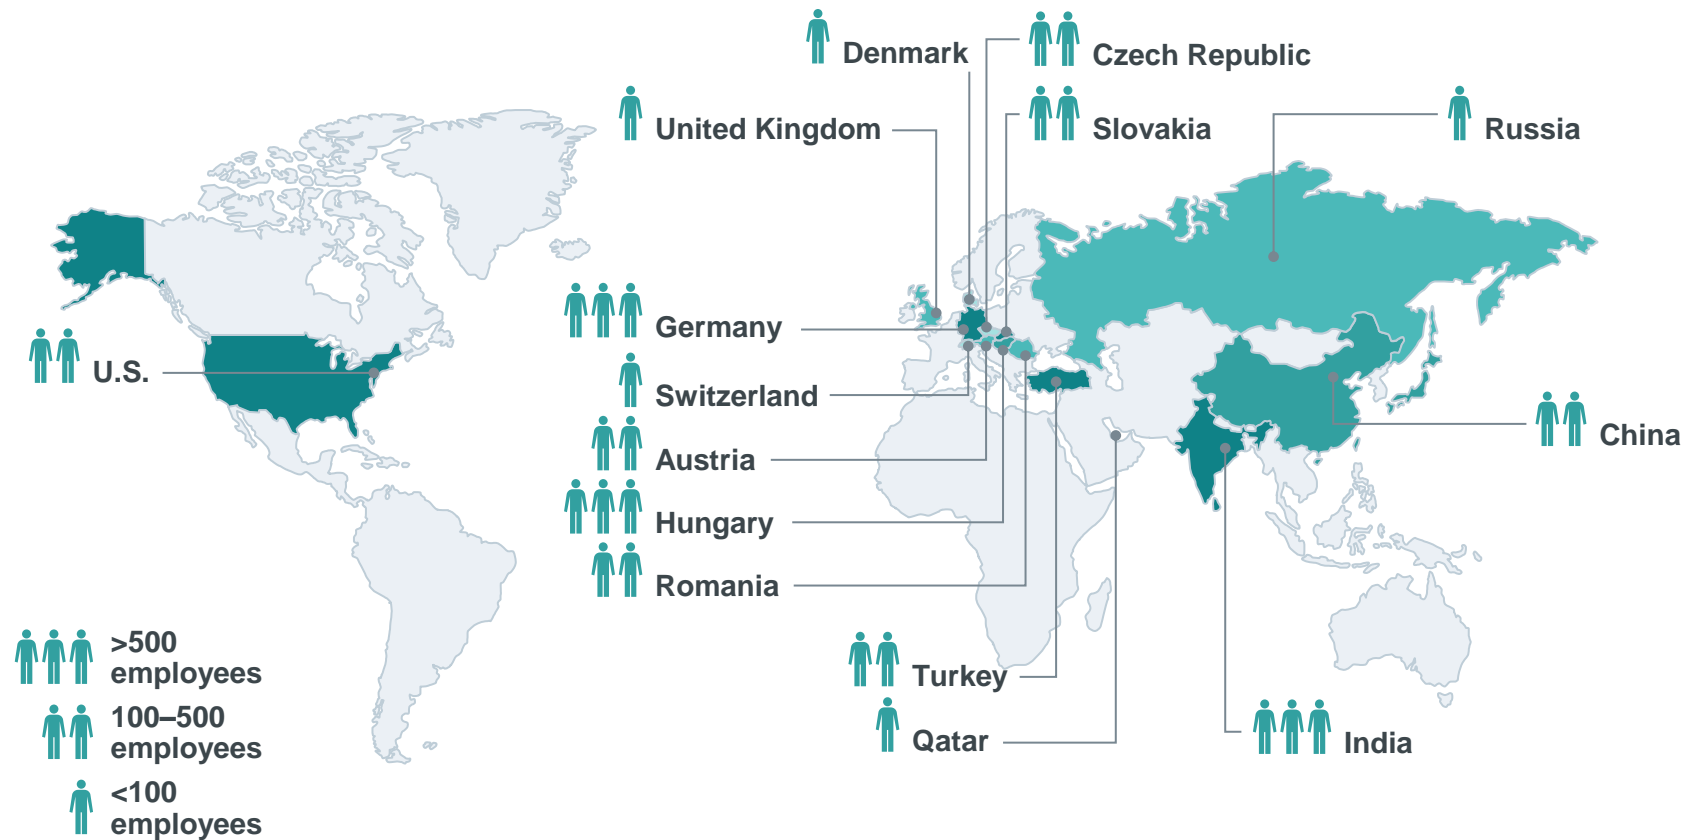 Denmark
Czech Republic
United Kingdom
Slovakia
Russia
Germany
U.S.
Switzerland
China
Austria
Hungary
Romania
>500
employees
Turkey
100–500
employees
Qatar
India
<100
employees